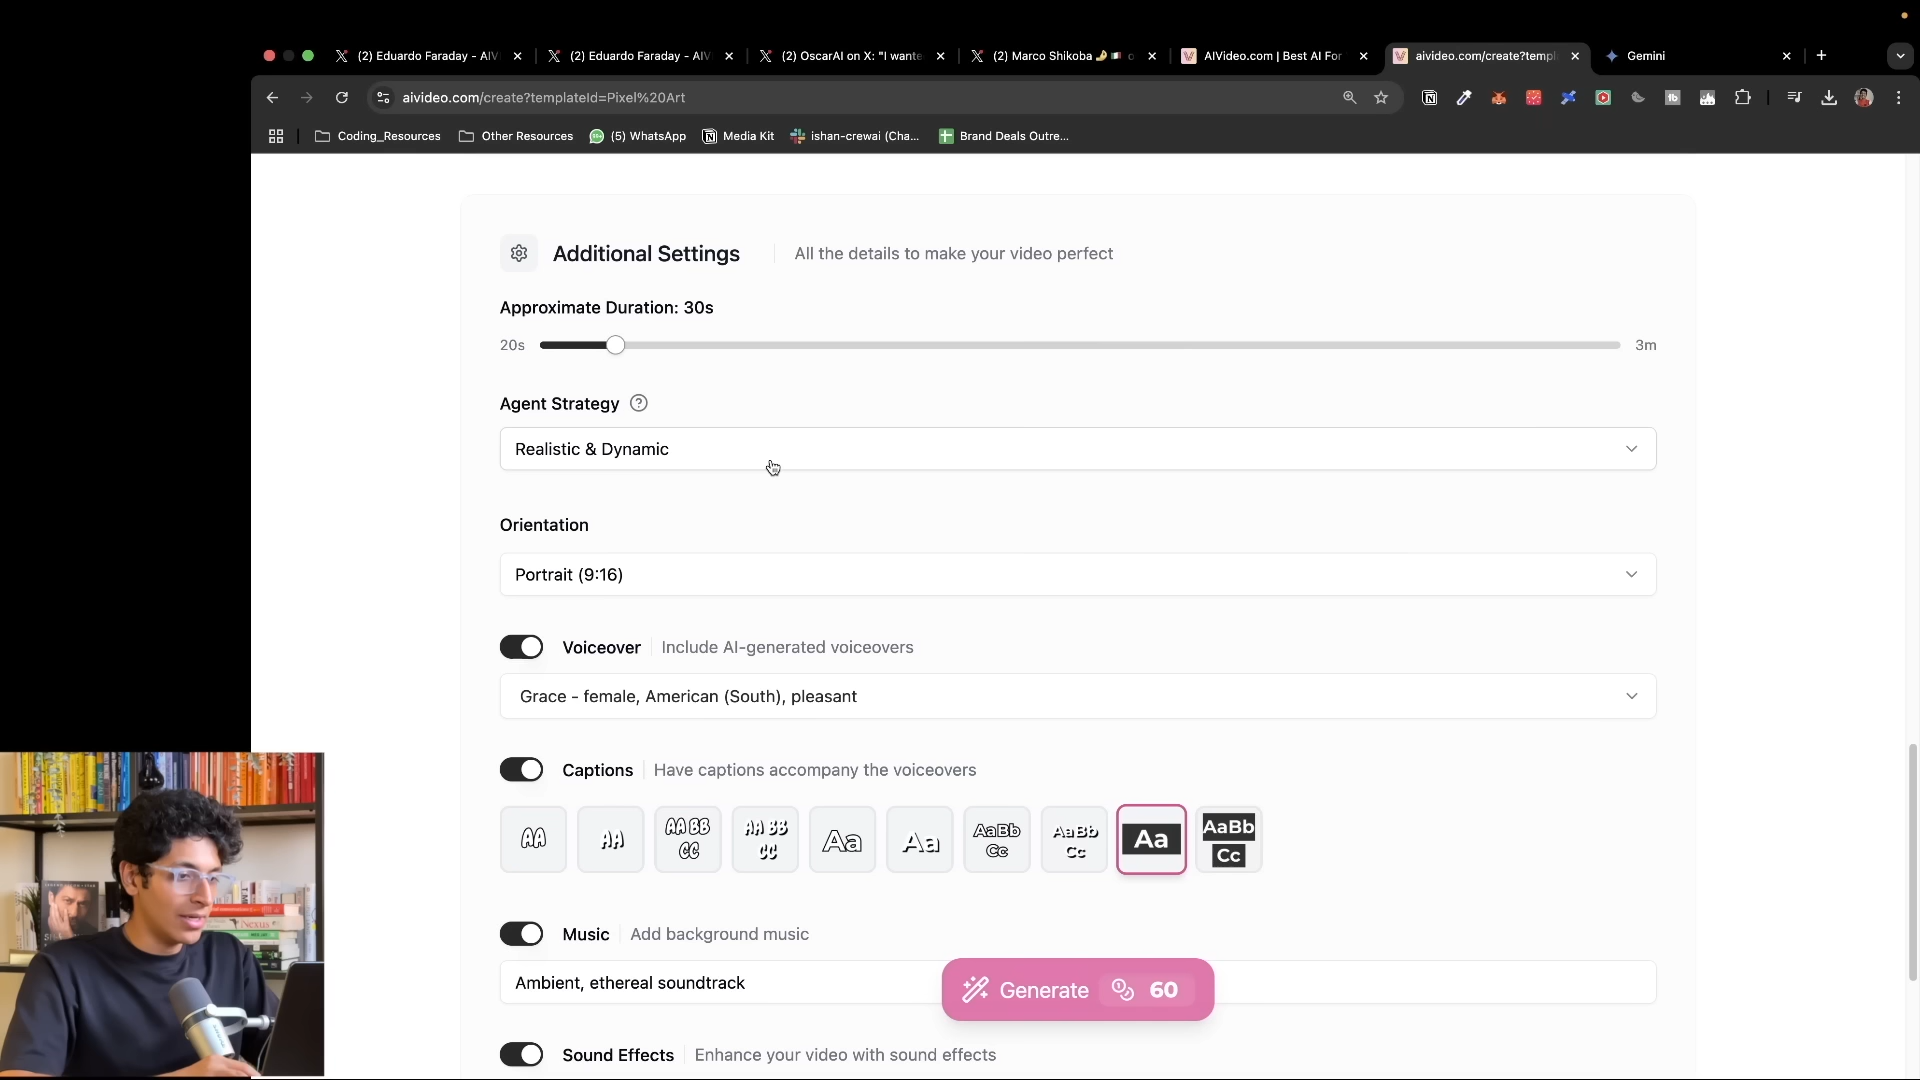 (2) Eduardo Faraday - AIV
(2) Eduardo Faraday - AIV
(2) OscarAI on X: "I wante
(2) Marco Shikoba
AIVideo.com | Best AI For
aivideo.com/create?templ
Gemini
aivideo.com/create?templateId=Pixel%20Art
Coding_Resources
Other Resources
(5) WhatsApp
Media Kit
ishan-crewai (Cha...
Brand Deals Outre...
Additional Settings
All the details to make your video perfect
Approximate Duration: 30s
20s
3m
Agent Strategy
Realistic & Dynamic
Orientation
Portrait (9:16)
Voiceover
Include AI-generated voiceovers
Grace - female, American (South), pleasant
Captions
Have captions accompany the voiceovers
AA
AA
AA BB
CC
AA BB
CC
Aa
Aa
AaBb
Cc
AaBb
Cc
Aa
AaBb
Cc
Music
Add background music
Ambient, ethereal soundtrack
Generate
60
Sound Effects
Enhance your video with sound effects
Nexus